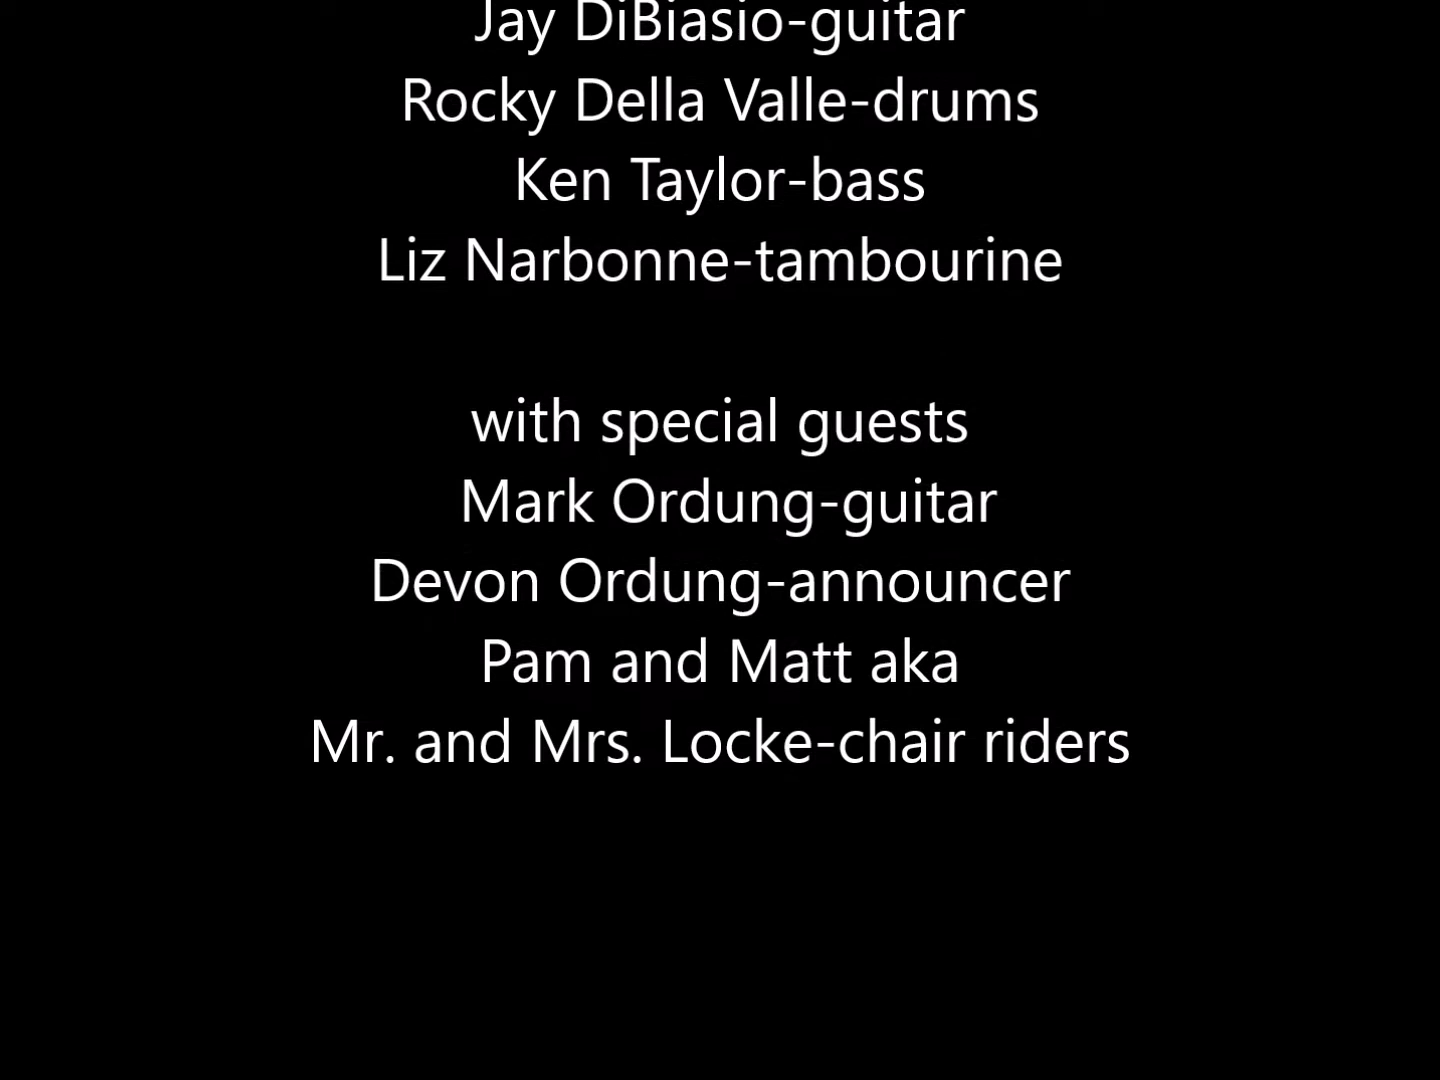 Jay DiBiasio-guitar
Rocky Della Valle-drums
Ken Taylor-bass
Liz Narbonne-tambourine
with special guests
Mark Ordung-guitar
Devon Ordung-announcer
Pam and Matt aka
Mr. and Mrs. Locke-chair riders